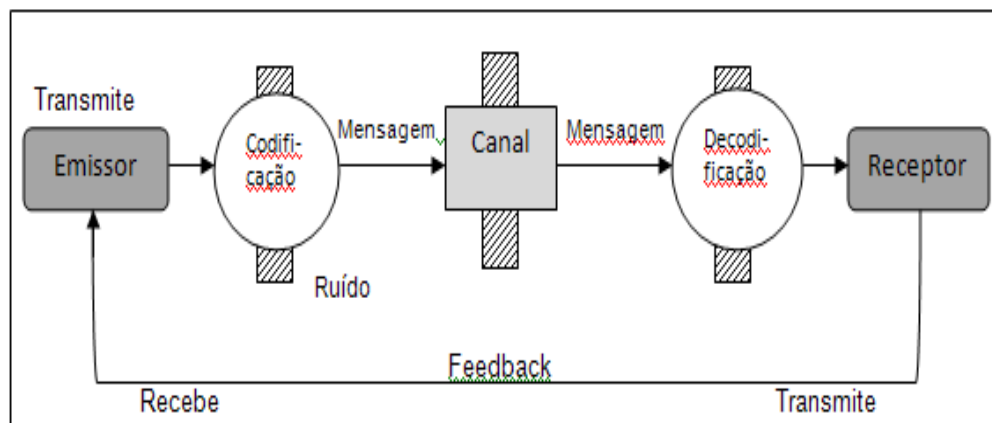 Transmite
Emissor
Codifi-
cação
Mensagem
Canal
Mensagem
Decodi-
ficação
Receptor
Ruído
Feedback
Recebe
Transmite